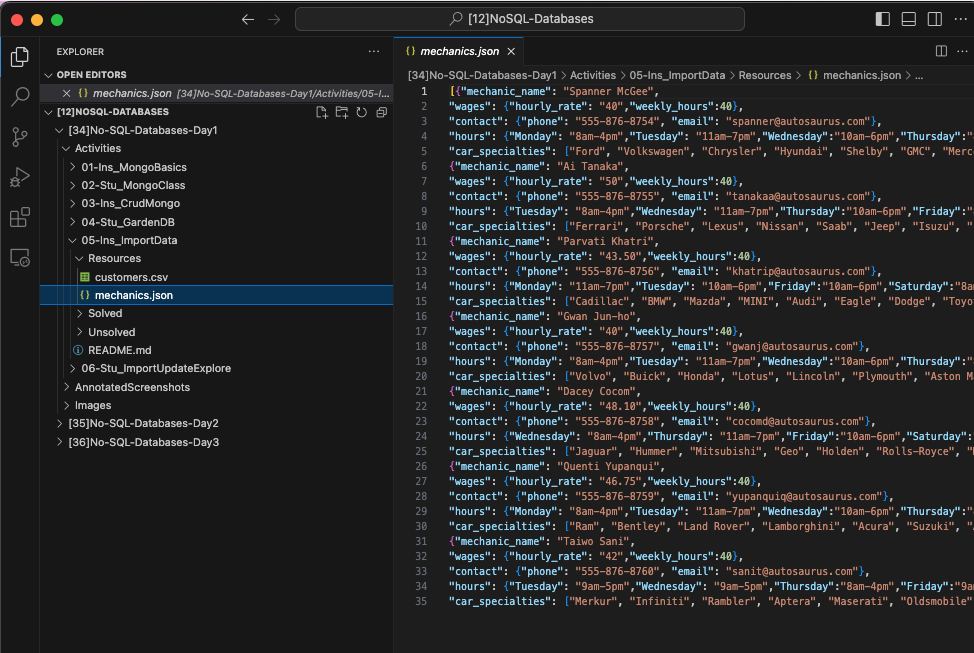 [12]NoSQL-Databases
EXPLORER
OPEN EDITORS
{} mechanics.json [34]No-SQL-Databases-Day1/Activities/05-I...
[12]NOSQL-DATABASES
[34]No-SQL-Databases-Day1
Activities
01-Ins_MongoBasics
02-Stu_MongoClass
03-Ins_CrudMongo
04-Stu_GardenDB
05-Ins_ImportData
Resources
customers.csv
{} mechanics.json
Solved
Unsolved
README.md
06-Stu_ImportUpdateExplore
AnnotatedScreenshots
Images
[35]No-SQL-Databases-Day2
[36]No-SQL-Databases-Day3
{} mechanics.json
[34]No-SQL-Databases-Day1 > Activities > 05-Ins_ImportData > Resources > {} mechanics.json > ...
1 [{"mechanic_name": "Spanner McGee",
2 "wages": {"hourly_rate": "40","weekly_hours":40},
3 "contact": {"phone": "555-876-8754", "email": "spanner@autosaurus.com"},
4 "hours": {"Monday": "8am-4pm","Tuesday": "11am-7pm","Wednesday":"10am-6pm","Thursday":"
5 "car_specialties": ["Ford", "Volkswagen", "Chrysler", "Hyundai", "Shelby", "GMC", "Merc
6 {"mechanic_name": "Ai Tanaka",
7 "wages": {"hourly_rate": "50","weekly_hours":40},
8 "contact": {"phone": "555-876-8755", "email": "tanakaa@autosaurus.com"},
9 "hours": {"Tuesday": "8am-4pm","Wednesday": "11am-7pm","Thursday":"10am-6pm","Friday":"
10 "car_specialties": ["Ferrari", "Porsche", "Lexus", "Nissan", "Saab", "Jeep", "Isuzu", "
11 {"mechanic_name": "Parvati Khatri",
12 "wages": {"hourly_rate": "43.50","weekly_hours":40},
13 "contact": {"phone": "555-876-8756", "email": "khatrip@autosaurus.com"},
14 "hours": {"Monday": "11am-7pm","Tuesday": "10am-6pm","Friday":"10am-6pm","Saturday":"8a
15 "car_specialties": ["Cadillac", "BMW", "Mazda", "MINI", "Audi", "Eagle", "Dodge", "Toyo
16 {"mechanic_name": "Gwan Jun-ho",
17 "wages": {"hourly_rate": "40","weekly_hours":40},
18 "contact": {"phone": "555-876-8757", "email": "gwanj@autosaurus.com"},
19 "hours": {"Monday": "8am-4pm","Tuesday": "11am-7pm","Wednesday":"10am-6pm","Thursday":"
20 "car_specialties": ["Volvo", "Buick", "Honda", "Lotus", "Lincoln", "Plymouth", "Aston M
21 {"mechanic_name": "Dacey Cocom",
22 "wages": {"hourly_rate": "48.10","weekly_hours":40},
23 "contact": {"phone": "555-876-8758", "email": "cocomd@autosaurus.com"},
24 "hours": {"Wednesday": "8am-4pm","Thursday": "11am-7pm","Friday":"10am-6pm","Saturday":
25 "car_specialties": ["Jaguar", "Hummer", "Mitsubishi", "Geo", "Holden", "Rolls-Royce", "
26 {"mechanic_name": "Quenti Yupanqui",
27 "wages": {"hourly_rate": "46.75","weekly_hours":40},
28 "contact": {"phone": "555-876-8759", "email": "yupanquiq@autosaurus.com"},
29 "hours": {"Monday": "8am-4pm","Tuesday": "11am-7pm","Wednesday":"10am-6pm","Thursday":"
30 "car_specialties": ["Ram", "Bentley", "Land Rover", "Lamborghini", "Acura", "Suzuki", "
31 {"mechanic_name": "Taiwo Sani",
32 "wages": {"hourly_rate": "42","weekly_hours":40},
33 "contact": {"phone": "555-876-8760", "email": "sanit@autosaurus.com"},
34 "hours": {"Tuesday": "9am-5pm","Wednesday": "9am-5pm","Thursday":"8am-4pm","Friday":"9a
35 "car_specialties": ["Merkur", "Infiniti", "Rambler", "Aptera", "Maserati", "Oldsmobile"